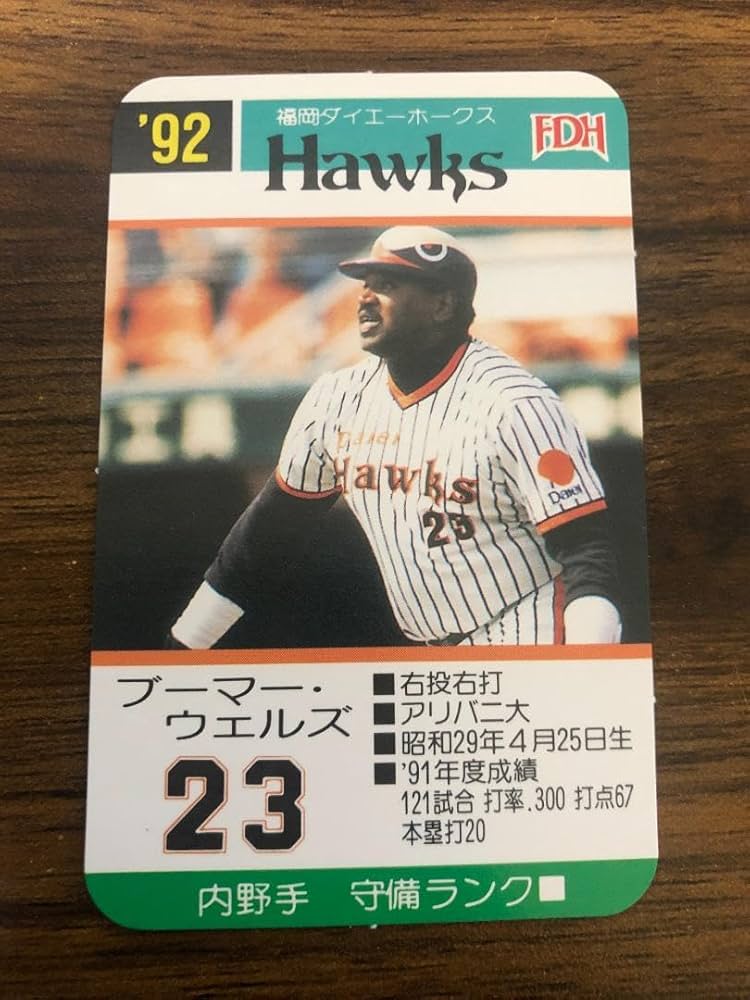 '92
福岡ダイエーホークス
Hawks
FDH
Daiei
Hawks
23
Daiei
ブーマー・
ウエルズ
23
■右投右打
■アリバニ大
■昭和29年4月25日生
■'91年度成績
121試合 打率.300 打点67
本塁打20
内野手 守備ランク■